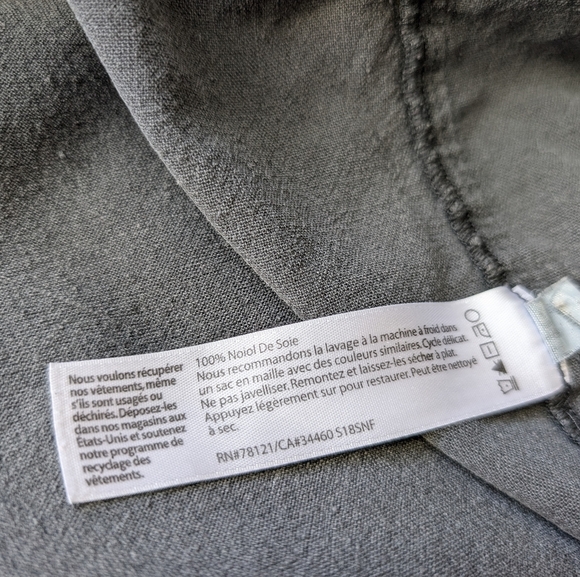 Nous voulons récupérer
nos vêtements, même
s'ils sont usagés ou
déchirés. Déposez-les
dans nos magasins aux
États-Unis et soutenez
notre programme de
recyclage des
vêtements.
100% Noiol De Soie
Nous recommandons la lavage à la machine à froid dans
un sac en maille avec des couleurs similaires. Cycle délicat.
Ne pas javelliser. Remontez et laissez-les sécher à plat.
Appuyez légèrement sur pour restaurer. Peut être nettoyé
à sec.
RN#78121/CA#34460 S18SNF